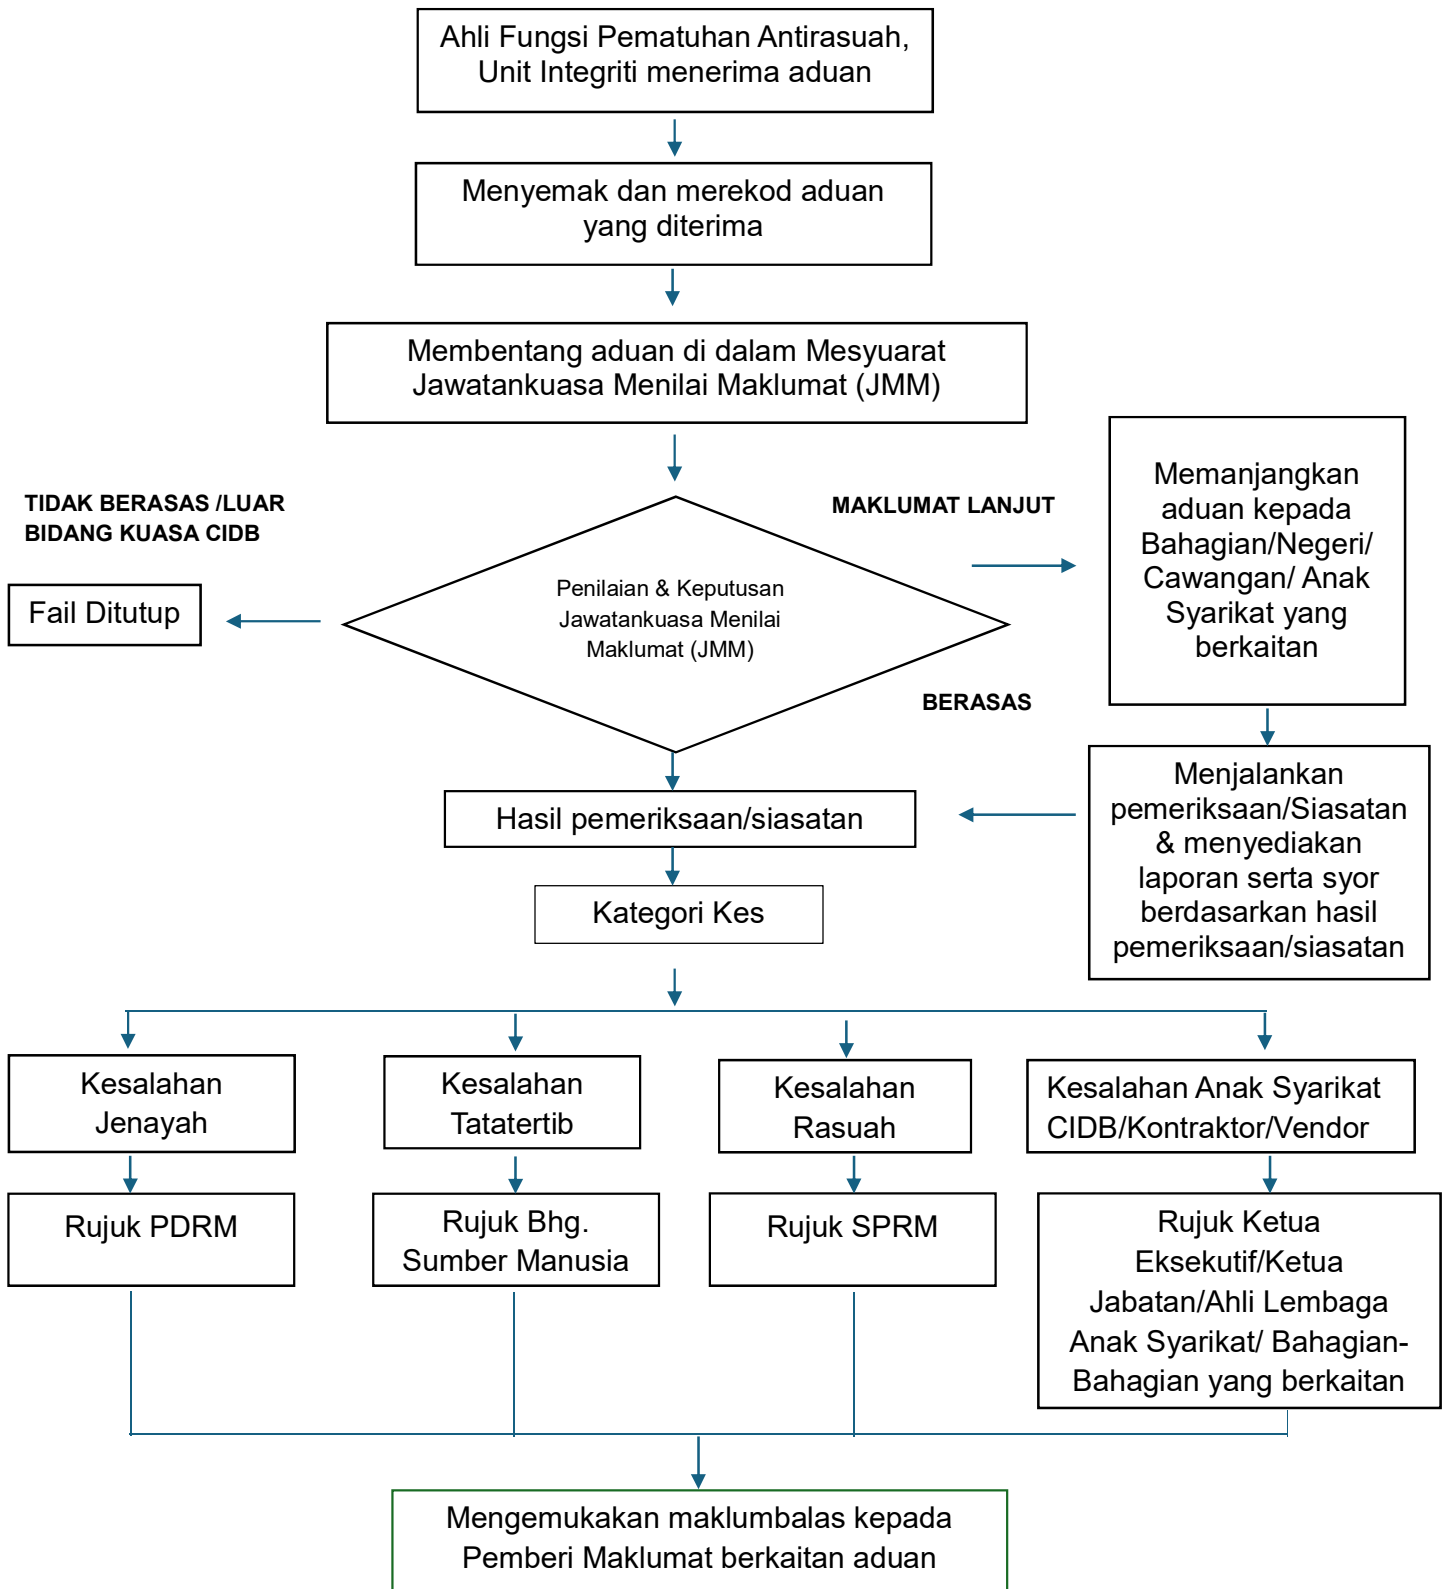 Ahli Fungsi Pematuhan Antirasuah,
Unit Integriti menerima aduan
Menyemak dan merekod aduan
yang diterima
Membentang aduan di dalam Mesyuarat
Jawatankuasa Menilai Maklumat (JMM)
TIDAK BERASAS /LUAR
BIDANG KUASA CIDB
Fail Ditutup
Penilaian & Keputusan
Jawatankuasa Menilai
Maklumat (JMM)
MAKLUMAT LANJUT
Memanjangkan
aduan kepada
Bahagian/Negeri/
Cawangan/ Anak
Syarikat yang
berkaitan
BERASAS
Menjalankan
pemeriksaan/Siasatan
& menyediakan
laporan serta syor
berdasarkan hasil
pemeriksaan/siasatan
Hasil pemeriksaan/siasatan
Kategori Kes
Kesalahan
Jenayah
Kesalahan
Tatatertib
Kesalahan
Rasuah
Kesalahan Anak Syarikat
CIDB/Kontraktor/Vendor
Rujuk PDRM
Rujuk Bhg.
Sumber Manusia
Rujuk SPRM
Rujuk Ketua
Eksekutif/Ketua
Jabatan/Ahli Lembaga
Anak Syarikat/ Bahagian-
Bahagian yang berkaitan
Mengemukakan maklumbalas kepada
Pemberi Maklumat berkaitan aduan